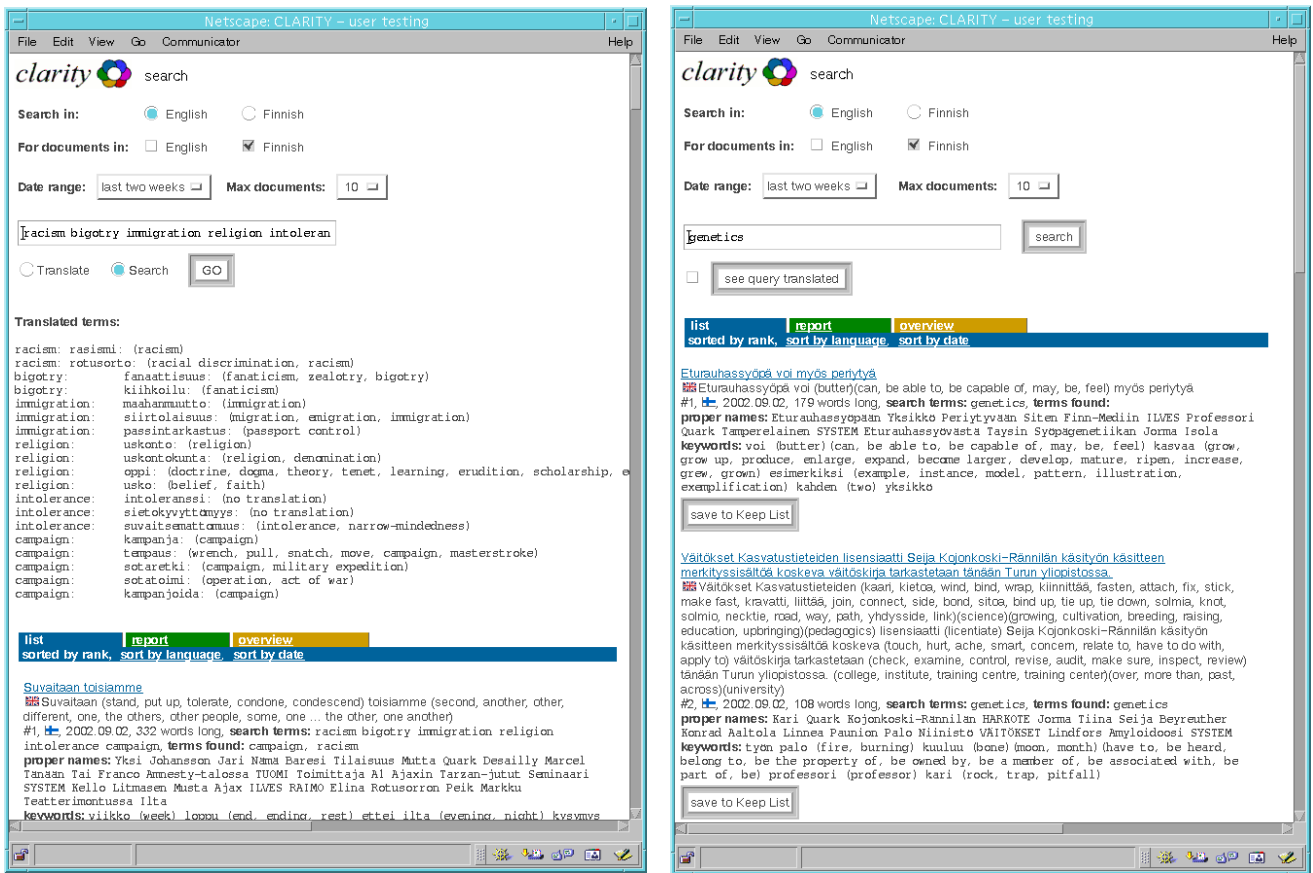 Netscape: CLARITY – user testing
File Edit View Go Communicator Help
clarity search
Search in: English Finnish
For documents in: English Finnish
Date range: last two weeks Max documents: 10
racism bigotry immigration religion intoleran
Translate Search GO
Translated terms:
racism: rasismi: (racism)
racism: rotusorto: (racial discrimination, racism)
bigotry: fanaattisuus: (fanaticism, zealotry, bigotry)
bigotry: kiihkoilu: (fanaticism)
immigration: maahanmuutto: (immigration)
immigration: siirtolaisuus: (migration, emigration, immigration)
immigration: passintarkastus: (passport control)
religion: uskonto: (religion)
religion: uskontokunta: (religion, denomination)
religion: oppi: (doctrine, dogma, theory, tenet, learning, erudition, scholarship, e
religion: usko: (belief, faith)
intolerance: intoleranssi: (no translation)
intolerance: sietokyvyttömyys: (no translation)
intolerance: suvaitsemattomuus: (intolerance, narrow-mindedness)
campaign: kampanja: (campaign)
campaign: tempaus: (wrench, pull, snatch, move, campaign, masterstroke)
campaign: sotaretki: (campaign, military expedition)
campaign: sotatoimi: (operation, act of war)
campaign: kampanjoida: (campaign)
list report overview
sorted by rank, sort by language, sort by date
Suvaitaan toisiamme
Suvaitaan (stand, put up, tolerate, condone, condescend) toisiamme (second, another, other,
different, one, the others, other people, some, one ... the other, one another)
#1, 2002.09.02, 332 words long, search terms: racism bigotry immigration religion
intolerance campaign, terms found: campaign, racism
proper names: Yksi Johansson Jari Nama Baresi Tilaisuus Mutta Quark Desailly Marcel
Tänään Tai Franco Amnesty-talossa TUOMI Toimittaja Al Ajaxin Tarzan-jutut Seminaari
SYSTEM Kello Litmasen Musta Ajax ILVES RAIMO Elina Rotusorron Peik Markku
Teatterimontussa Ilta
keywords: viikko (week) loppu (end, ending, rest) ettei ilta (evening, night) kysymys
Netscape: CLARITY – user testing
File Edit View Go Communicator Help
clarity search
Search in: English Finnish
For documents in: English Finnish
Date range: last two weeks Max documents: 10
genetics search
see query translated
list report overview
sorted by rank, sort by language, sort by date
Eturauhassyöpä voi myös periytyä
Eturauhassyöpä voi (butter)(can, be able to, be capable of, may, be, feel) myös periytyä
#1, 2002.09.02, 179 words long, search terms: genetics, terms found:
proper names: Eturauhassyöpään Yksikkö Periytyvään Siten Finn-Mediin ILVES Professori
Quark Tamperelainen SYSTEM Eturauhassyövästä Taysin Syöpägenetiikan Jorma Isola
keywords: voi (butter) (can, be able to, be capable of, may, be, feel) kasvaa (grow,
grow up, produce, enlarge, expand, become larger, develop, mature, ripen, increase,
grew, grown) esimerkiksi (example, instance, model, pattern, illustration,
exemplification) kahden (two) yksikkö
save to Keep List
Väitökset Kasvatustieteiden lisensiaatti Seija Kojonkoski–Rännilän käsityön käsitteen
merkityssisältöä koskeva väitöskirja tarkastetaan tänään Turun yliopistossa.
Väitökset Kasvatustieteiden (kaari, kietoa, wind, bind, wrap, kiinnittää, fasten, attach, fix, stick,
make fast, kravatti, liittää, join, connect, side, bond, sitoa, bind up, tie up, tie down, solmia, knot,
solmio, necktie, road, way, path, yhdysside, link)(science)(growing, cultivation, breeding, raising,
education, upbringing)(pedagogics) lisensiaatti (licentiate) Seija Kojonkoski–Rännilän käsityön
käsitteen merkityssisältöä koskeva (touch, hurt, ache, smart, concern, relate to, have to do with,
apply to) väitöskirja tarkastetaan (check, examine, control, revise, audit, make sure, inspect, review)
tänään Turun yliopistossa. (college, institute, training centre, training center)(over, more than, past,
across)(university)
#2, 2002.09.02, 108 words long, search terms: genetics, terms found: genetics
proper names: Kari Quark Kojonkoski-Rännilän HARKOTE Jorma Tiina Seija Beyreuther
Konrad Aaltola Linnea Paunion Palo Niinistö VÄITÖKSET Lindfors Amyloidoosi SYSTEM
keywords: työn palo (fire, burning) kuuluu (bone) (moon, month) (have to, be heard,
belong to, be the property of, be owned by, be a member of, be associated with, be
part of, be) professori (professor) kari (rock, trap, pitfall)
save to Keep List